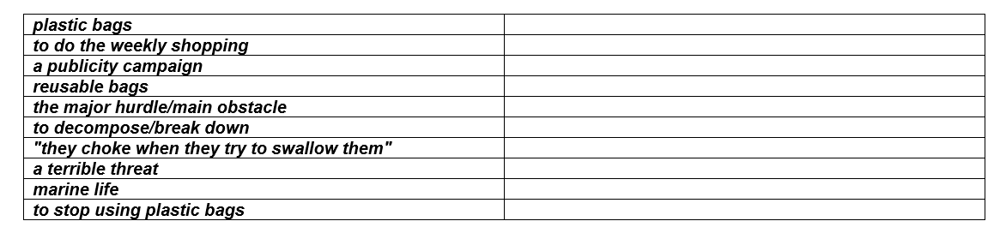 plastic bags
to do the weekly shopping
a publicity campaign
reusable bags
the major hurdle/main obstacle
to decompose/break down
"they choke when they try to swallow them"
a terrible threat
marine life
to stop using plastic bags